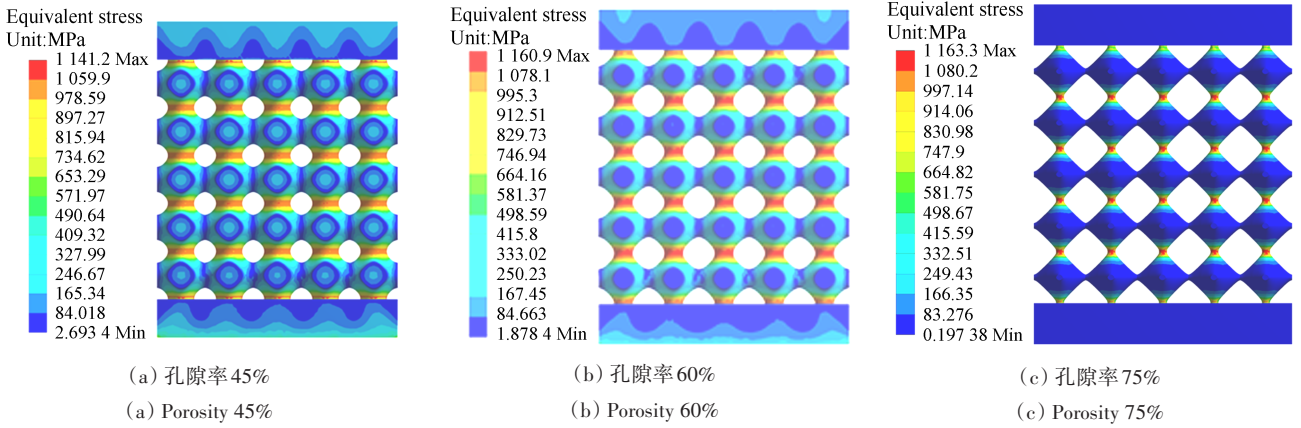 Equivalent stress
Unit:MPa
1 141.2 Max
1 059.9
978.59
897.27
815.94
734.62
653.29
571.97
490.64
409.32
327.99
246.67
165.34
84.018
2.693 4 Min
(a) 孔隙率45%
(a) Porosity 45%
Equivalent stress
Unit:MPa
1 160.9 Max
1 078.1
995.3
912.51
829.73
746.94
664.16
581.37
498.59
415.8
333.02
250.23
167.45
84.663
1.878 4 Min
(b) 孔隙率60%
(b) Porosity 60%
Equivalent stress
Unit:MPa
1 163.3 Max
1 080.2
997.14
914.06
830.98
747.9
664.82
581.75
498.67
415.59
332.51
249.43
166.35
83.276
0.197 38 Min
(c) 孔隙率75%
(c) Porosity 75%